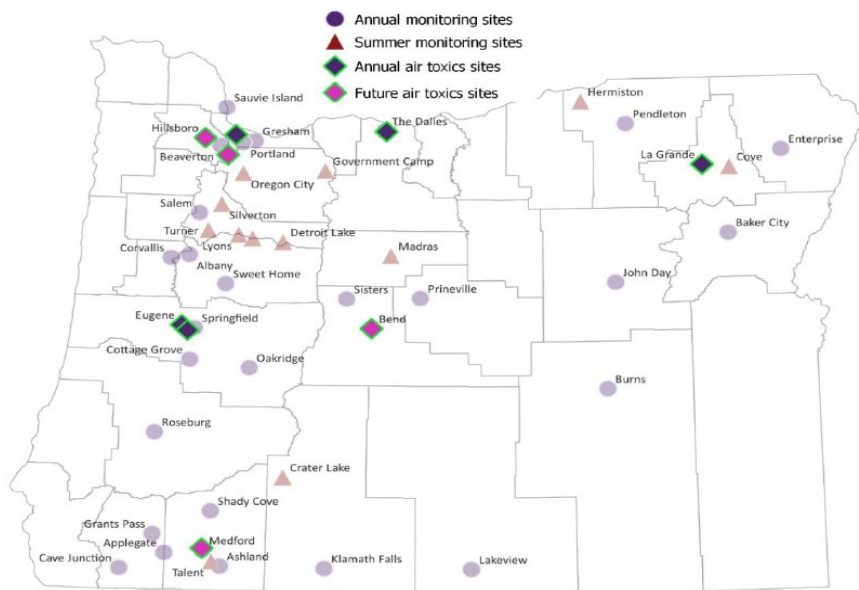 Annual monitoring sites
Summer monitoring sites
Annual air toxics sites
Future air toxics sites
Sauvie Island
Hermiston
Pendleton
Hillsboro
Gresham
The Dalles
Enterprise
Beaverton
Portland
Government Camp
La Grande
Cove
Oregon City
Salem
Silverton
Turner
Detroit Lake
Baker City
Corvallis
Lyons
Madras
Albany
Sweet Home
John Day
Sisters
Prineville
Eugene
Springfield
Bend
Cottage Grove
Oakridge
Burns
Roseburg
Crater Lake
Shady Cove
Grants Pass
Applegate
Medford
Cave Junction
Talent
Ashland
Klamath Falls
Lakeview